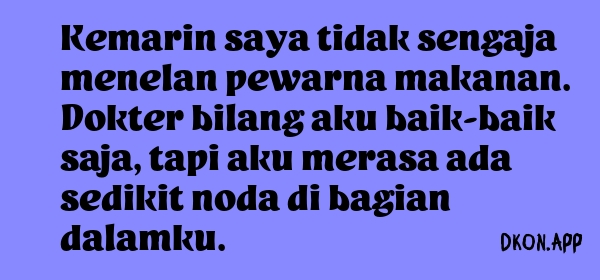 Kemarin saya tidak sengaja
menelan pewarna makanan.
Dokter bilang aku baik-baik
saja, tapi aku merasa ada
sedikit noda di bagian
dalamku.
DKON.APP